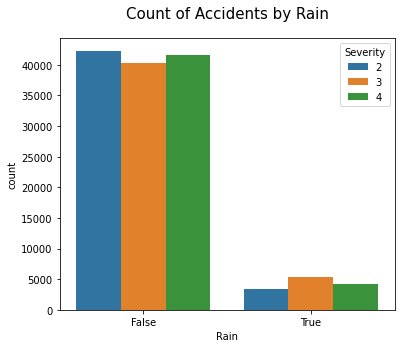 Count of Accidents by Rain
Severity
2
3
4
40000
35000
30000
25000
20000
15000
10000
5000
0
count
False
True
Rain